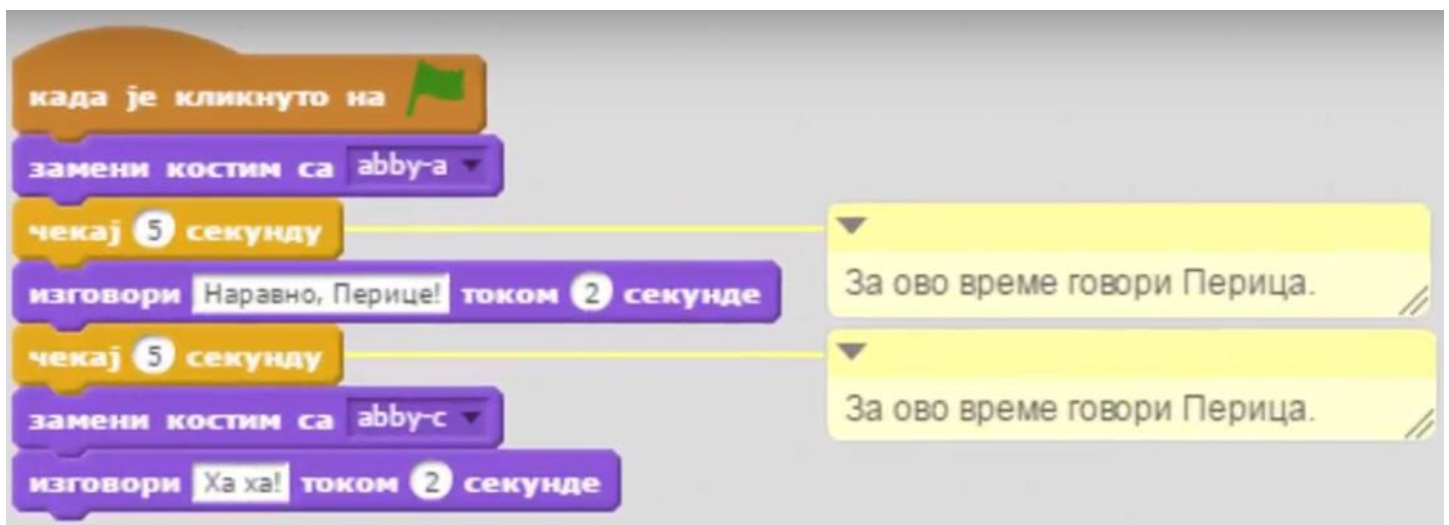 када је кликнуто на
замени костим са abby-a
чекај 5 секунду
За ово време говори Перица.
изговори Наравно, Перице! током 2 секунде
чекај 5 секунду
За ово време говори Перица.
замени костим са abby-c
изговори Ха ха! током 2 секунде